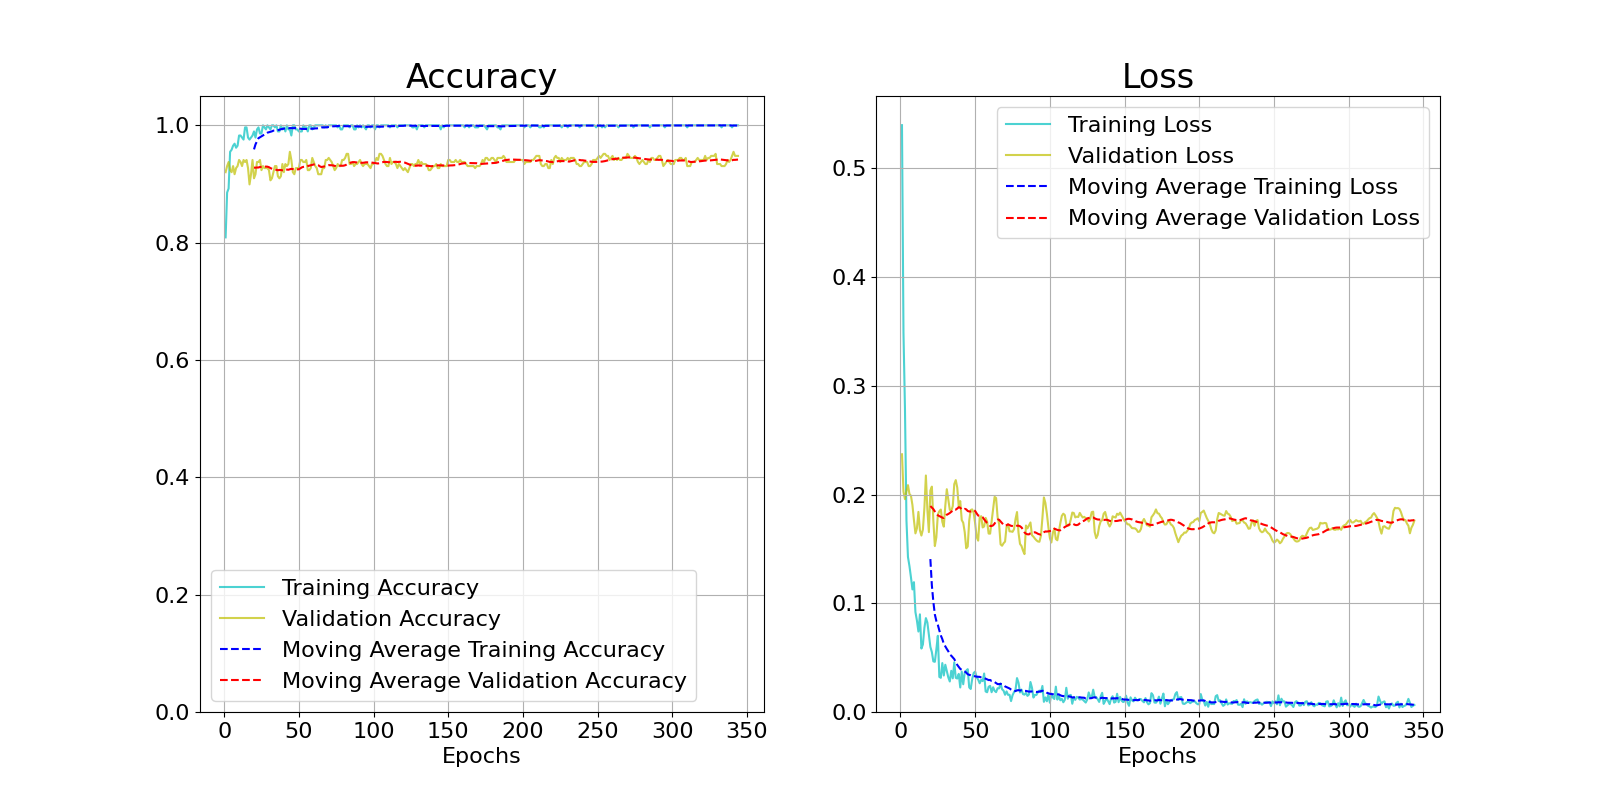 Accuracy
1.0
0.8
0.6
0.4
0.2
0.0
Training Accuracy
Validation Accuracy
Moving Average Training Accuracy
Moving Average Validation Accuracy
0 50 100 150 200 250 300 350
Epochs
Loss
0.5
0.4
0.3
0.2
0.1
0.0
Training Loss
Validation Loss
Moving Average Training Loss
Moving Average Validation Loss
0 50 100 150 200 250 300 350
Epochs